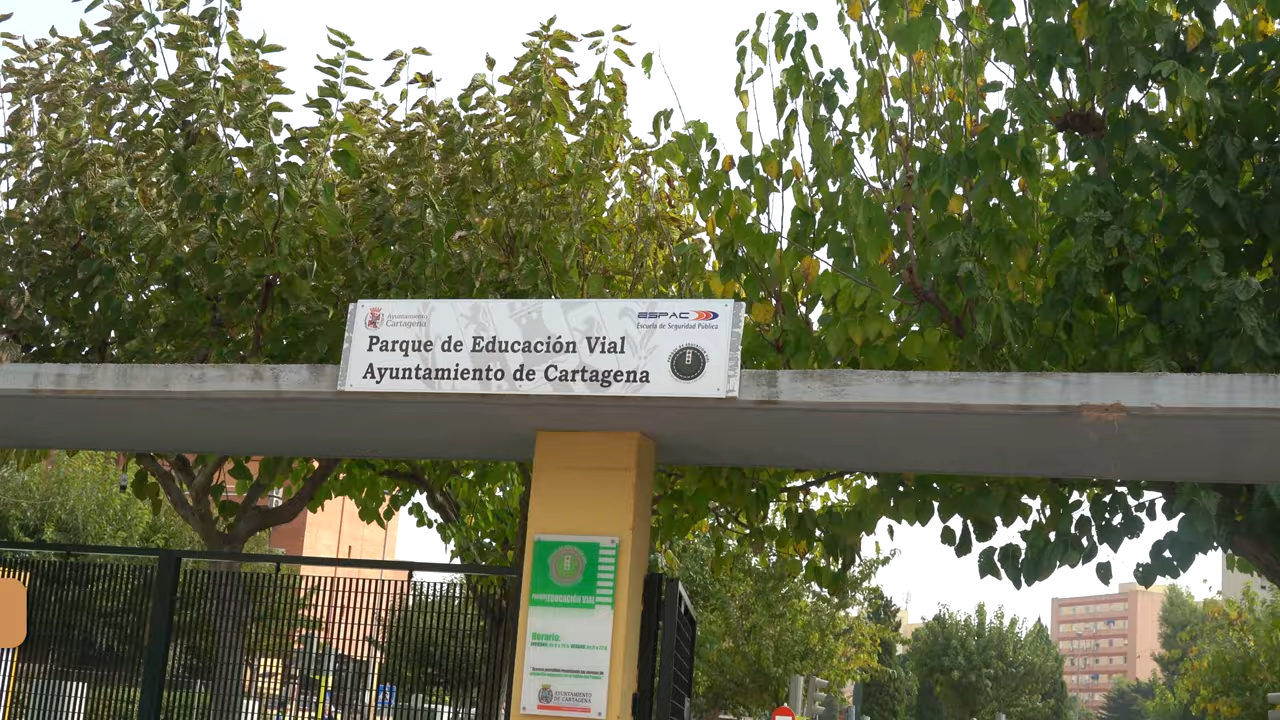 Ayuntamiento
Cartagena
ESPAC
Escuela de Seguridad Pública
Parque de Educación Vial
Ayuntamiento de Cartagena
EDUCACIÓN VIAL
Horario:
AYUNTAMIENTO
DE CARTAGENA